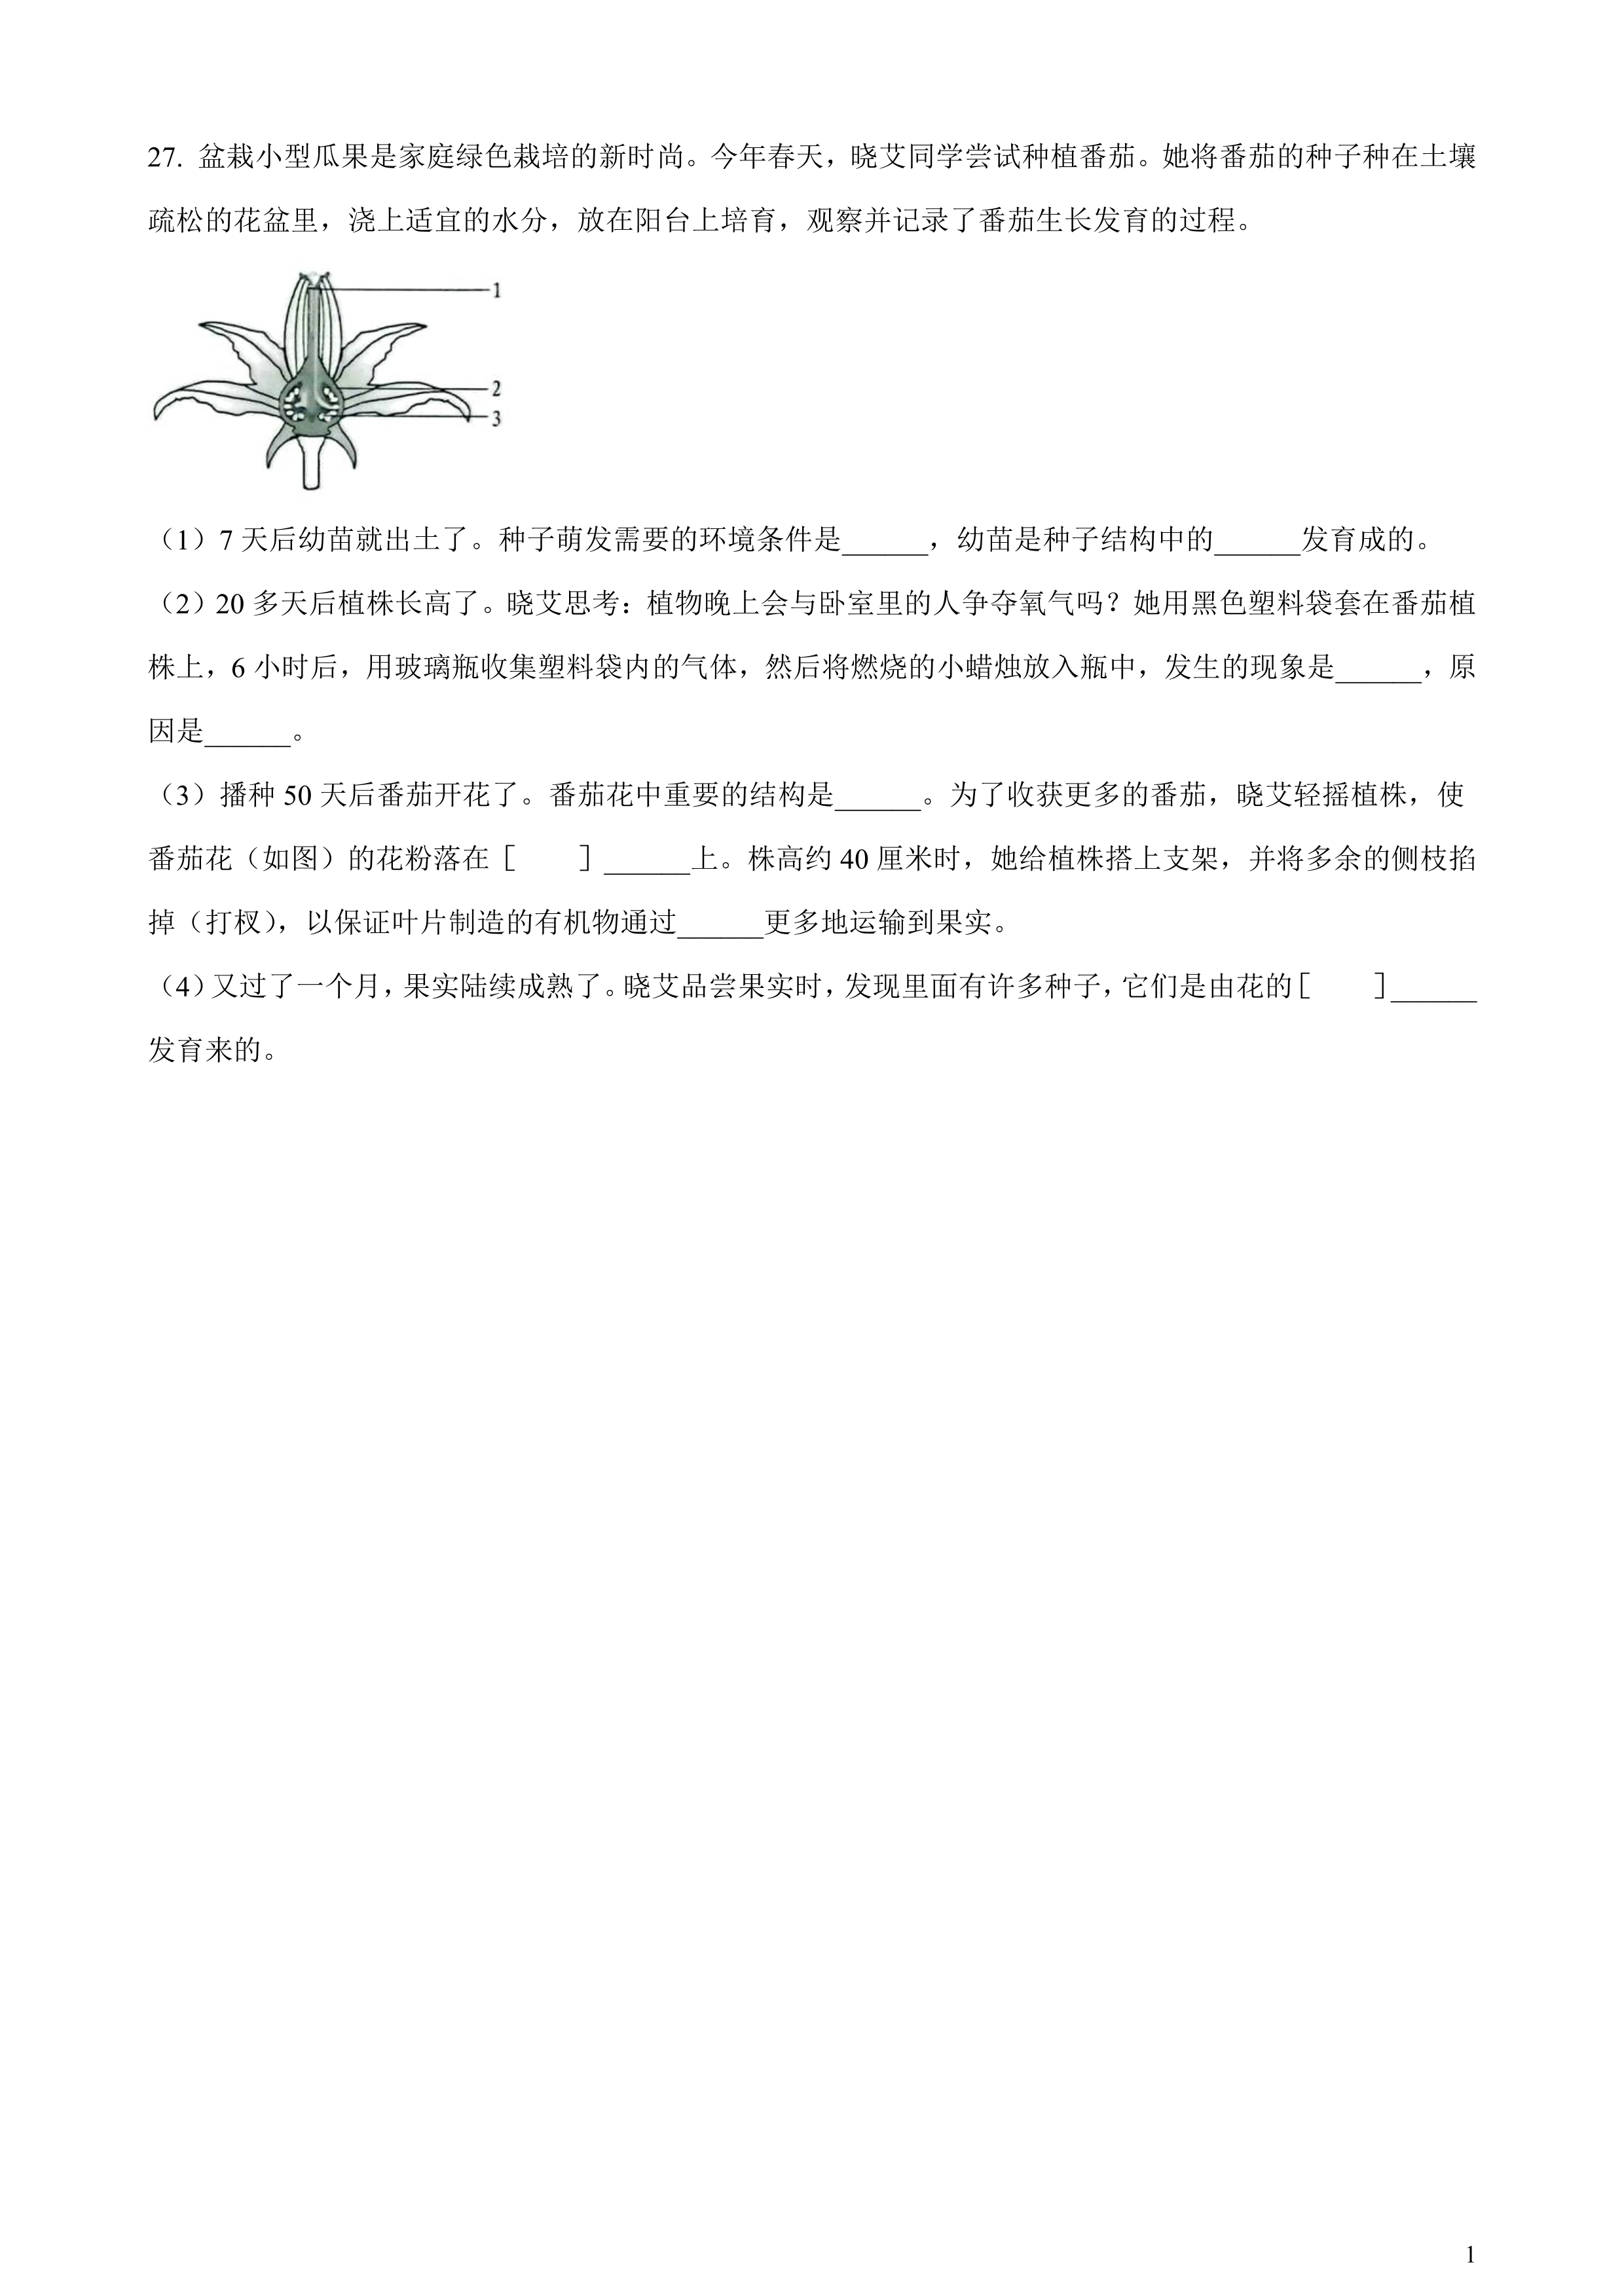 27. 盆栽小型瓜果是家庭绿色栽培的新时尚。今年春天，晓艾同学尝试种植番茄。她将番茄的种子种在土壤
疏松的花盆里，浇上适宜的水分，放在阳台上培育，观察并记录了番茄生长发育的过程。
1
2
3
（1）7 天后幼苗就出土了。种子萌发需要的环境条件是______，幼苗是种子结构中的______发育成的。
（2）20 多天后植株长高了。晓艾思考：植物晚上会与卧室里的人争夺氧气吗？她用黑色塑料袋套在番茄植
株上，6 小时后，用玻璃瓶收集塑料袋内的气体，然后将燃烧的小蜡烛放入瓶中，发生的现象是______，原
因是______。
（3）播种 50 天后番茄开花了。番茄花中重要的结构是______。为了收获更多的番茄，晓艾轻摇植株，使
番茄花（如图）的花粉落在［　　］______上。株高约 40 厘米时，她给植株搭上支架，并将多余的侧枝掐
掉（打杈），以保证叶片制造的有机物通过______更多地运输到果实。
（4）又过了一个月，果实陆续成熟了。晓艾品尝果实时，发现里面有许多种子，它们是由花的［　　］______
发育来的。
1